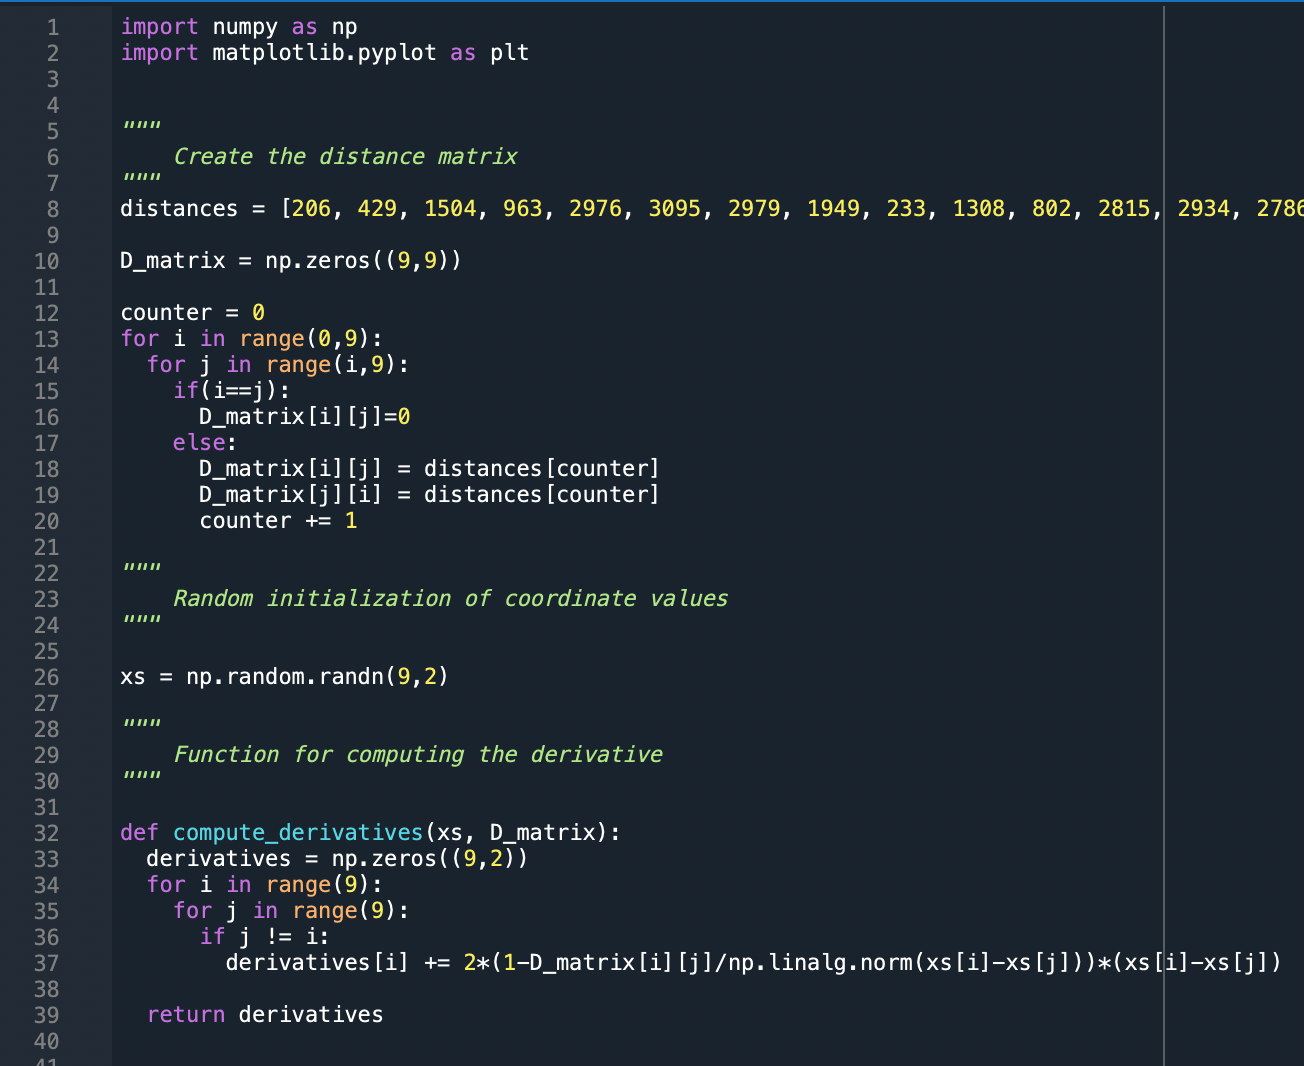 1 import numpy as np
2 import matplotlib.pyplot as plt
3
4
5 """
6     Create the distance matrix
7 """
8 distances = [206, 429, 1504, 963, 2976, 3095, 2979, 1949, 233, 1308, 802, 2815, 2934, 2786
9
10 D_matrix = np.zeros((9,9))
11
12 counter = 0
13 for i in range(0,9):
14   for j in range(i,9):
15     if(i==j):
16       D_matrix[i][j]=0
17     else:
18       D_matrix[i][j] = distances[counter]
19       D_matrix[j][i] = distances[counter]
20       counter += 1
21
22 """
23     Random initialization of coordinate values
24 """
25
26 xs = np.random.randn(9,2)
27
28 """
29     Function for computing the derivative
30 """
31
32 def compute_derivatives(xs, D_matrix):
33   derivatives = np.zeros((9,2))
34   for i in range(9):
35     for j in range(9):
36       if j != i:
37         derivatives[i] += 2*(1-D_matrix[i][j]/np.linalg.norm(xs[i]-xs[j]))*(xs[i]-xs[j])
38
39   return derivatives
40
41